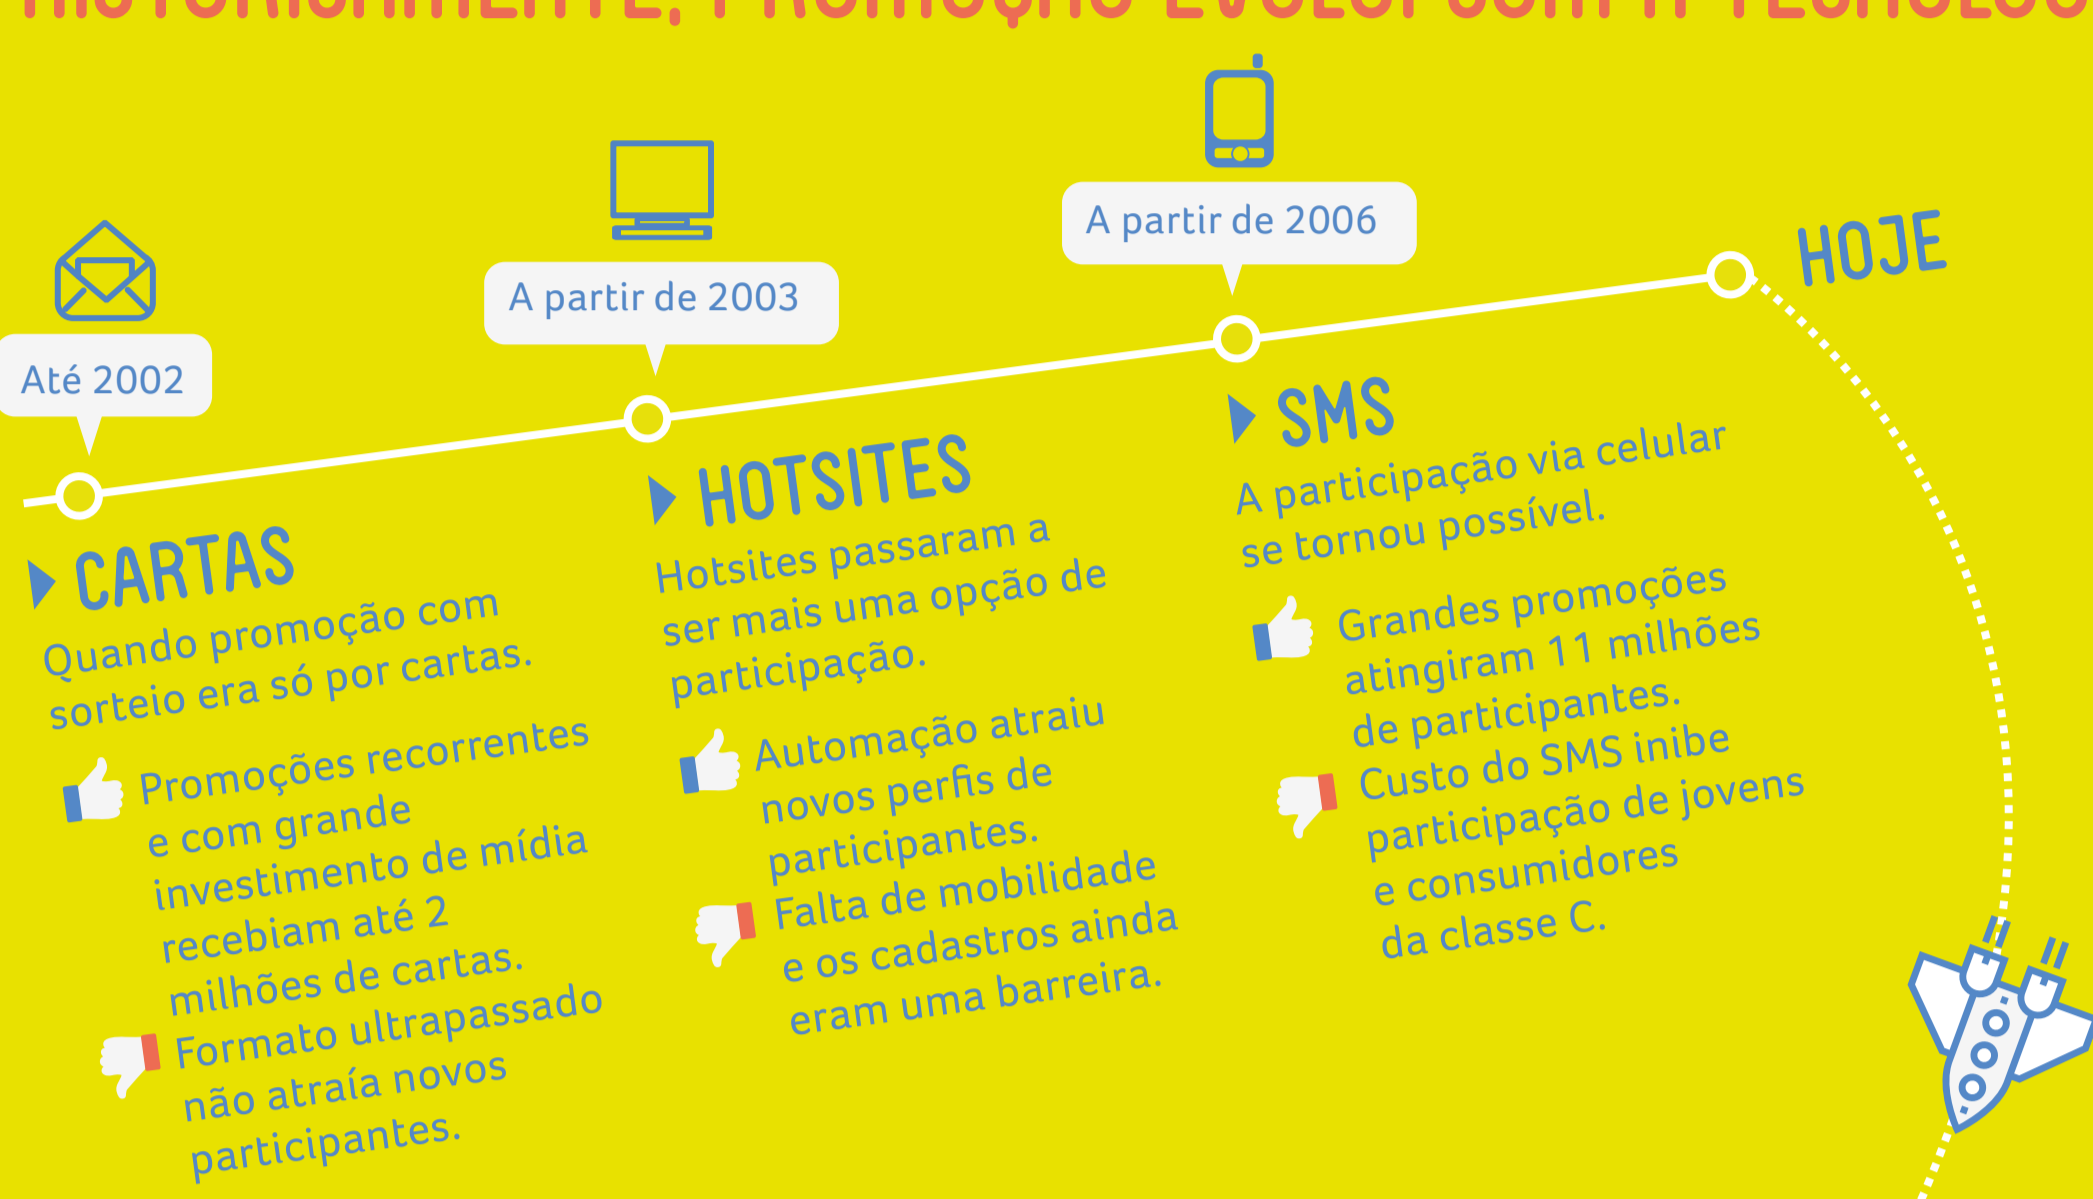 HISTORICAMENTE, PROMOÇÃO EVOLUI COM A
Até 2002
CARTAS
Quando promoção com
sorteio era só por cartas.
Promoções recorrentes
e com grande
investimento de mídia
recebiam até 2
milhões de cartas.
Formato ultrapassado
não atraía novos
participantes.
A partir de 2003
HOTSITES
Hotsites passaram a
ser mais uma opção de
participação.
Automação atraiu
novos perfis de
participantes.
Falta de mobilidade
e os cadastros ainda
eram uma barreira.
A partir de 2006
SMS
A participação via celular
se tornou possível.
Grandes promoções
atingiram 11 milhões
de participantes.
Custo do SMS inibe
participação de jovens
e consumidores
da classe C.
HOJE